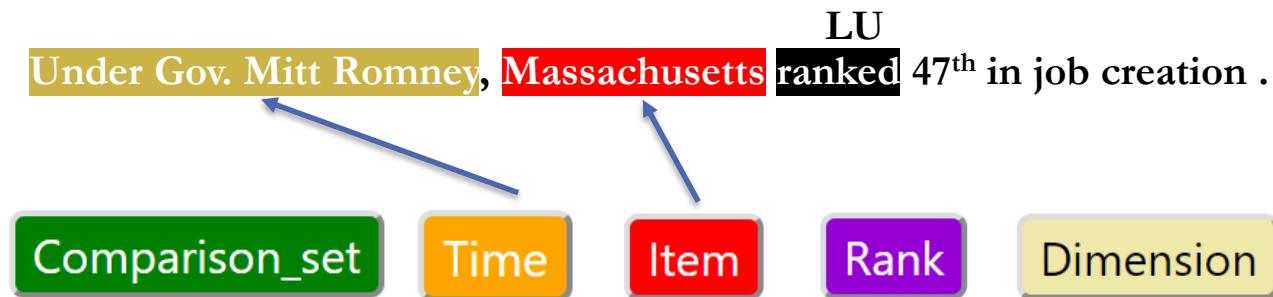 LU
Under Gov. Mitt Romney, Massachusetts ranked 47th in job creation .
Comparison_set Time Item Rank Dimension